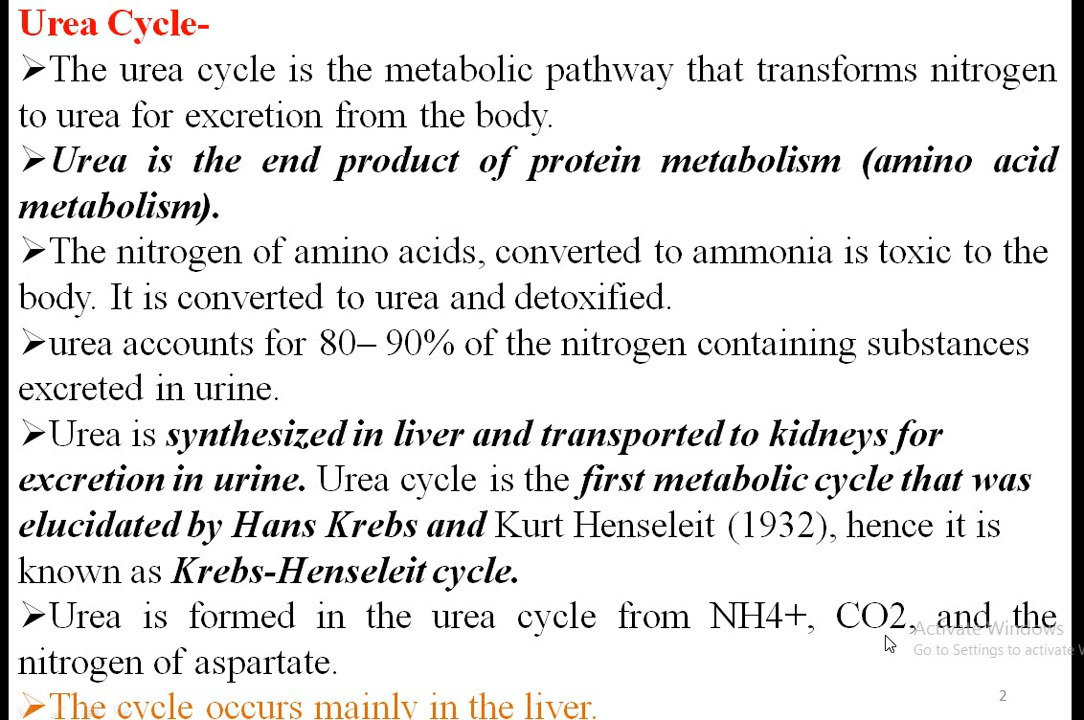 Urea Cycle-
➢The urea cycle is the metabolic pathway that transforms nitrogen
to urea for excretion from the body.
➢Urea is the end product of protein metabolism (amino acid
metabolism).
➢The nitrogen of amino acids, converted to ammonia is toxic to the
body. It is converted to urea and detoxified.
➢urea accounts for 80– 90% of the nitrogen containing substances
excreted in urine.
➢Urea is synthesized in liver and transported to kidneys for
excretion in urine. Urea cycle is the first metabolic cycle that was
elucidated by Hans Krebs and Kurt Henseleit (1932), hence it is
known as Krebs-Henseleit cycle.
➢Urea is formed in the urea cycle from NH4+, CO2, and the
nitrogen of aspartate.
➢The cycle occurs mainly in the liver.
Activate Windows
Go to Settings to activate W
2